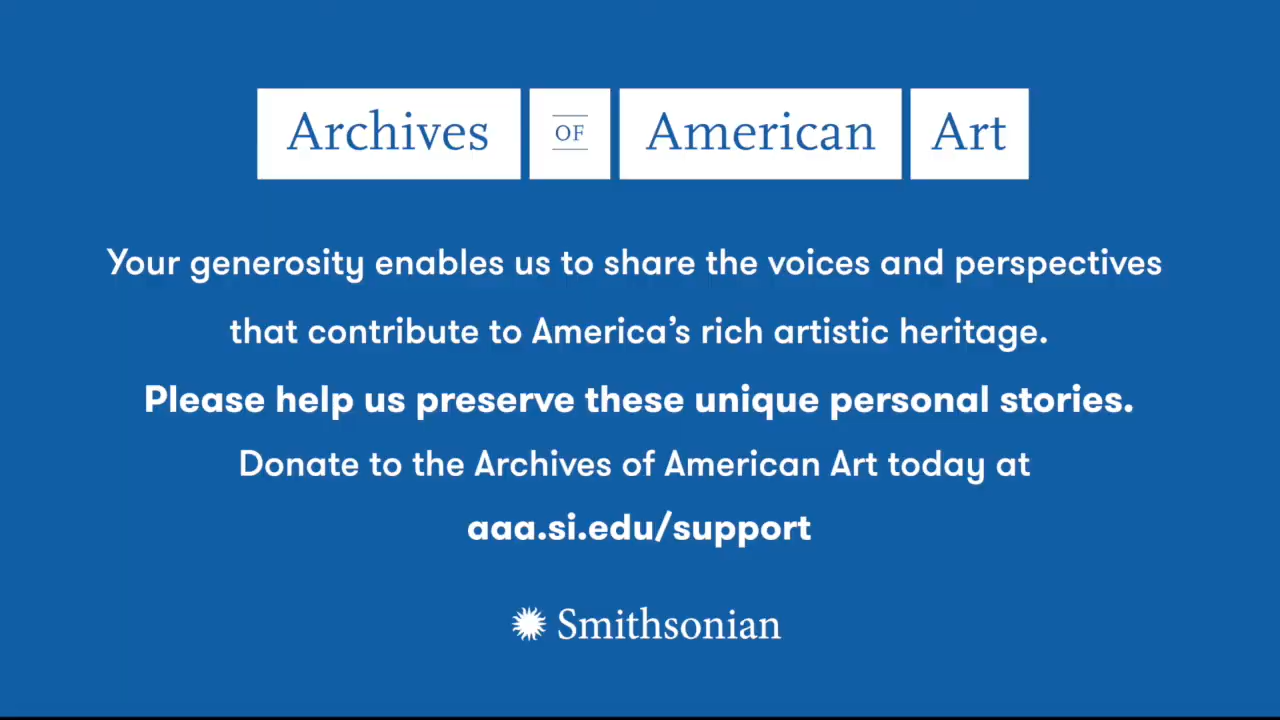 Archives OF American Art
Your generosity enables us to share the voices and perspectives
that contribute to America’s rich artistic heritage.
Please help us preserve these unique personal stories.
Donate to the Archives of American Art today at
aaa.si.edu/support
Smithsonian